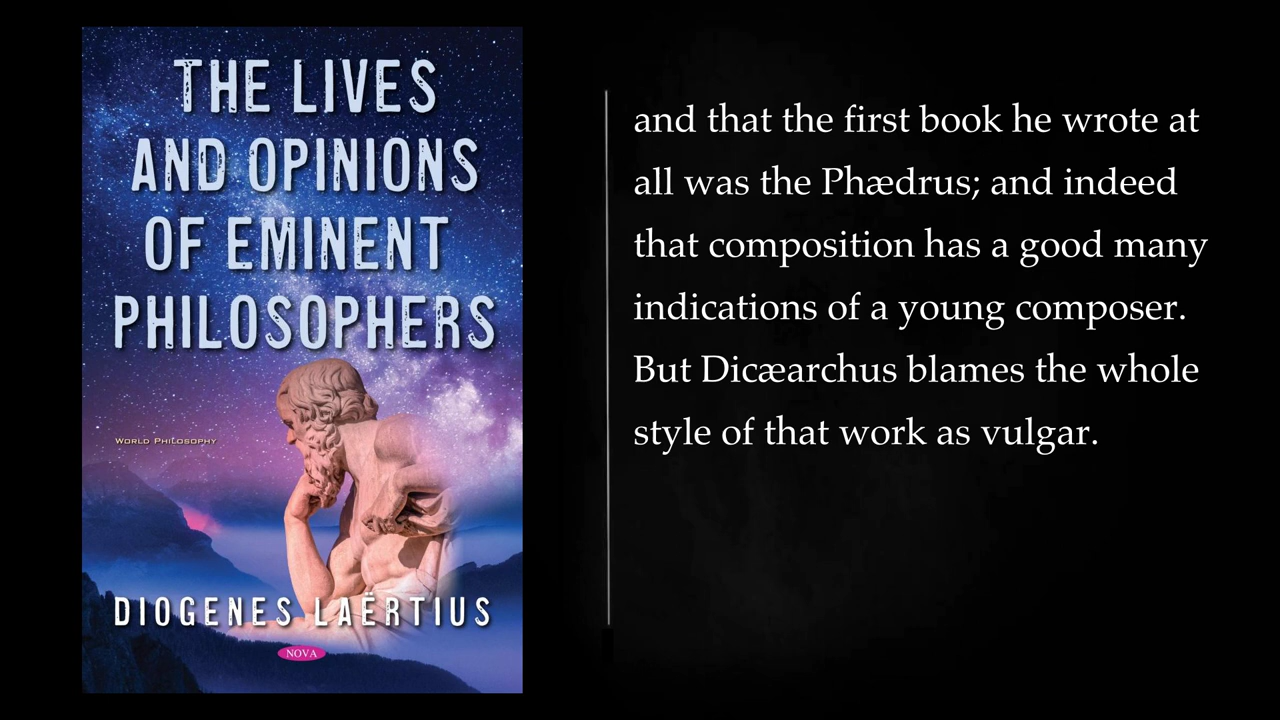 THE LIVES
AND OPINIONS
OF EMINENT
PHILOSOPHERS
WORLD PHILOSOPHY
DIOGENES LAËRTIUS
NOVA
and that the first book he wrote at
all was the Phædrus; and indeed
that composition has a good many
indications of a young composer.
But Dicæarchus blames the whole
style of that work as vulgar.